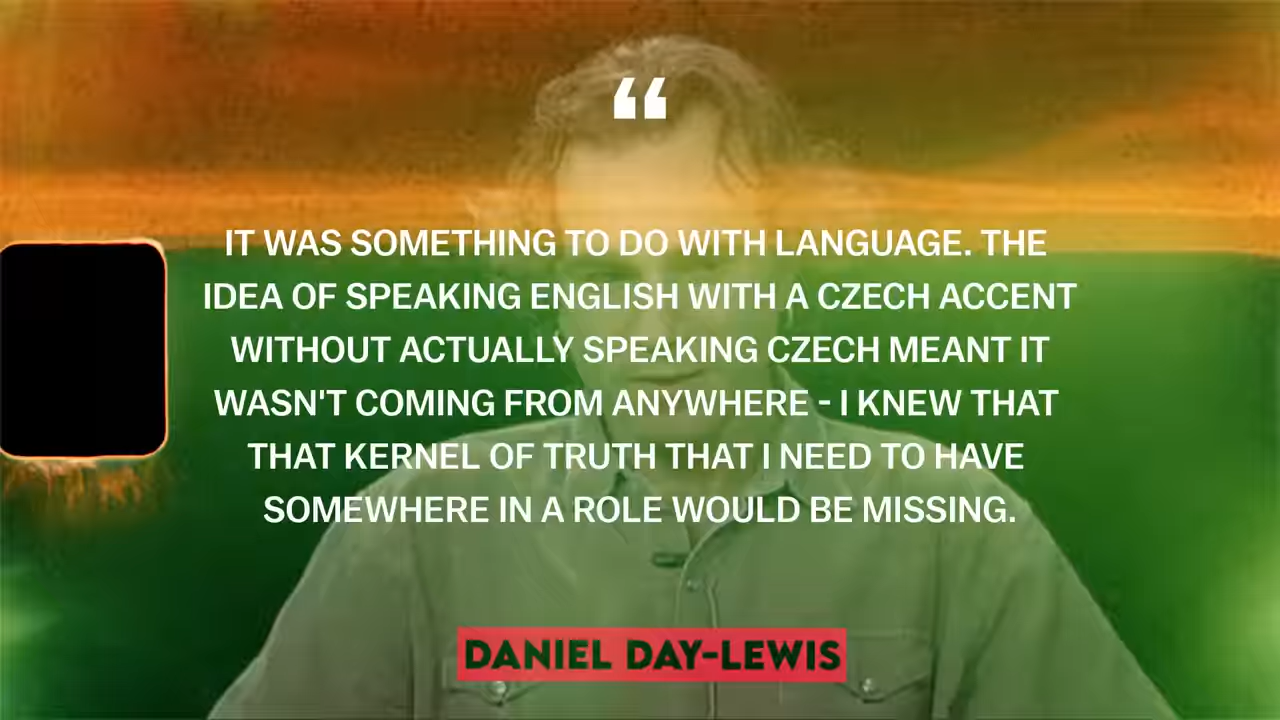 “
IT WAS SOMETHING TO DO WITH LANGUAGE. THE
IDEA OF SPEAKING ENGLISH WITH A CZECH ACCENT
WITHOUT ACTUALLY SPEAKING CZECH MEANT IT
WASN'T COMING FROM ANYWHERE - I KNEW THAT
THAT KERNEL OF TRUTH THAT I NEED TO HAVE
SOMEWHERE IN A ROLE WOULD BE MISSING.
DANIEL DAY-LEWIS